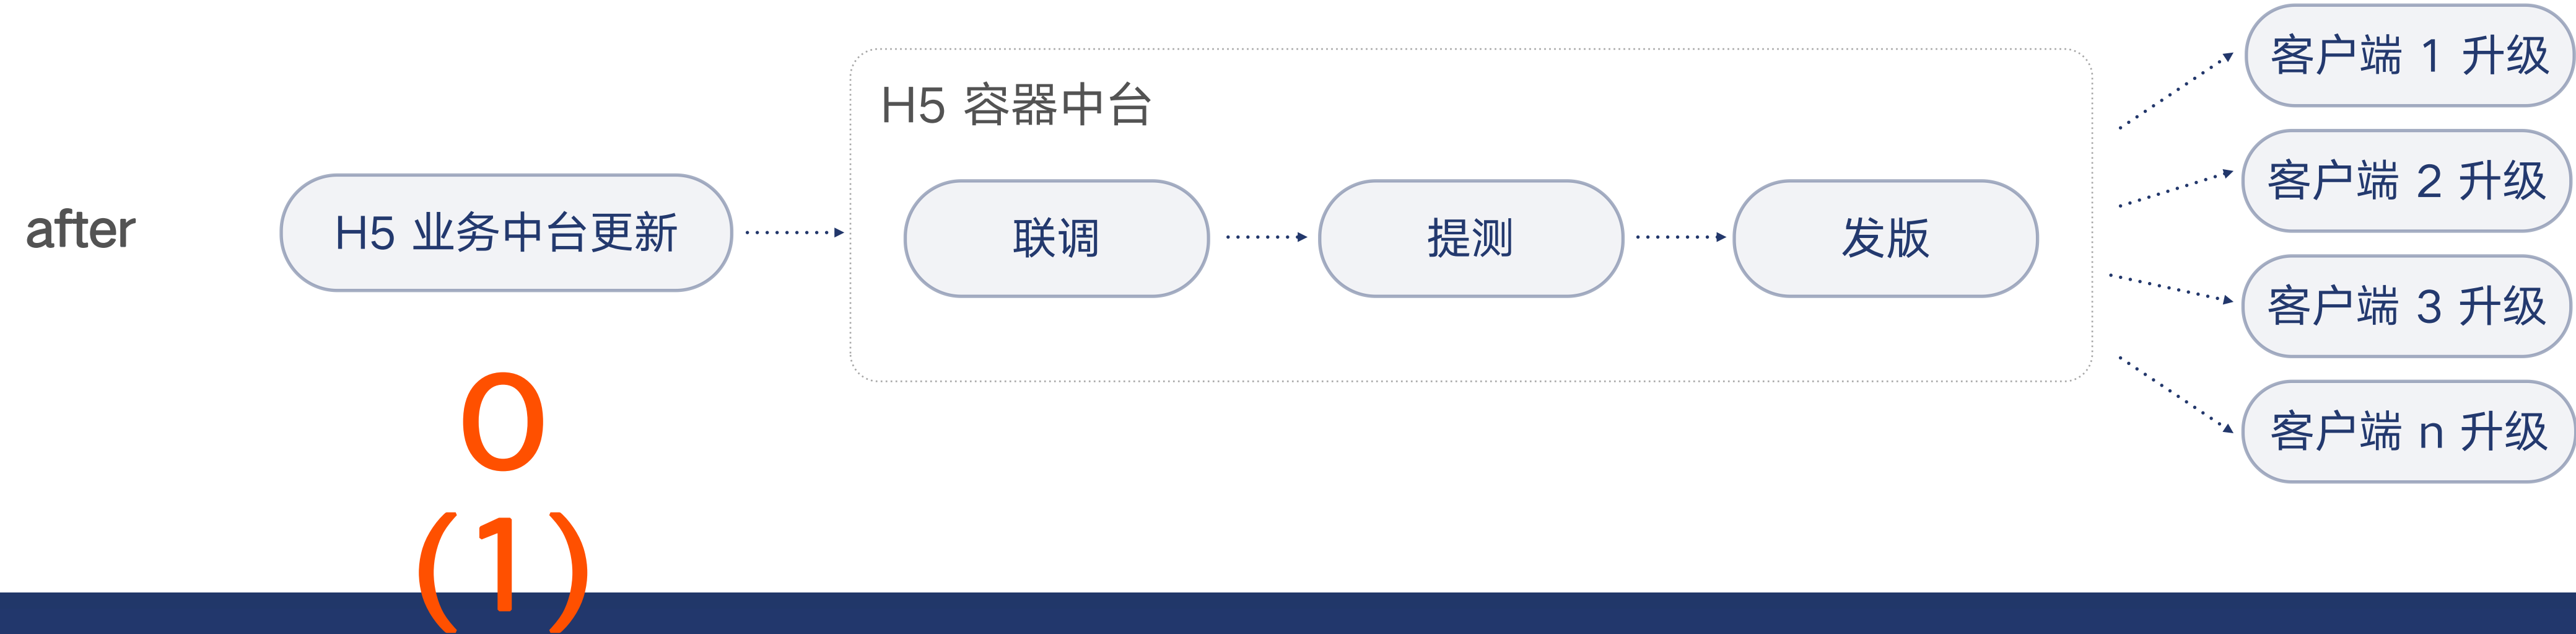 after
H5 业务中台更新
H5 容器中台
联调
提测
发版
客户端 1 升级
客户端 2 升级
客户端 3 升级
客户端 n 升级
O
(1)